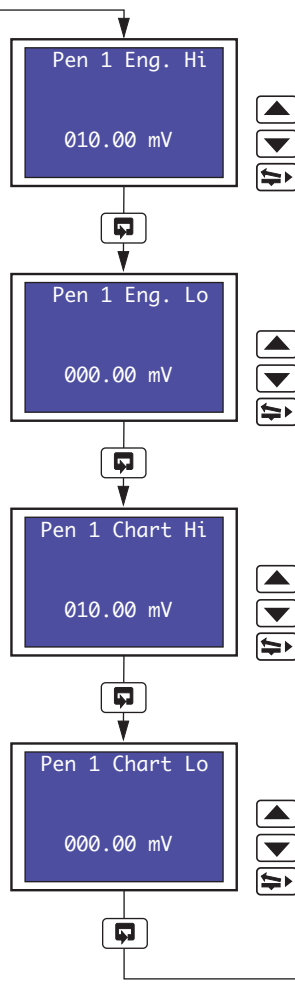 Pen 1 Eng. Hi
010.00 mV
Pen 1 Eng. Lo
000.00 mV
Pen 1 Chart Hi
010.00 mV
Pen 1 Chart Lo
000.00 mV